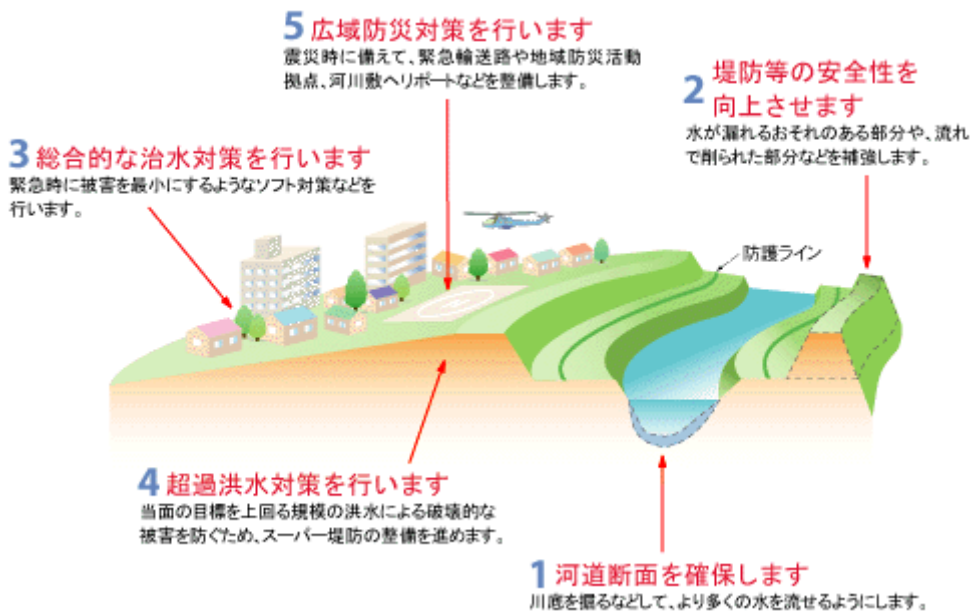 5 広域防災対策を行います
震災時に備えて、緊急輸送路や地域防災活動
拠点、河川敷ヘリポートなどを整備します。
2 堤防等の安全性を
向上させます
水が漏れるおそれのある部分や、流れ
で削られた部分などを補強します。
3 総合的な治水対策を行います
緊急時に被害を最小にするようなソフト対策などを
行います。
防護ライン
H
4 超過洪水対策を行います
当面の目標を上回る規模の洪水による破壊的な
被害を防ぐため、スーパー堤防の整備を進めます。
1 河道断面を確保します
川底を掘るなどして、より多くの水を流せるようにします。